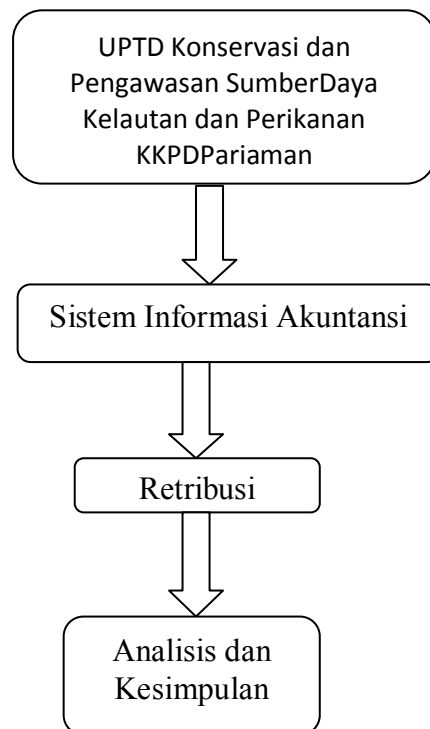 UPTD Konservasi dan
Pengawasan SumberDaya
Kelautan dan Perikanan
KKPDPariaman
Sistem Informasi Akuntansi
Retribusi
Analisis dan
Kesimpulan